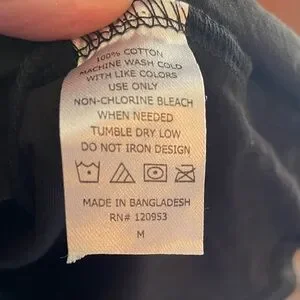 100% COTTON
MACHINE WASH COLD
WITH LIKE COLORS
USE ONLY
NON-CHLORINE BLEACH
WHEN NEEDED
TUMBLE DRY LOW
DO NOT IRON DESIGN
MADE IN BANGLADESH
RN# 120953
M